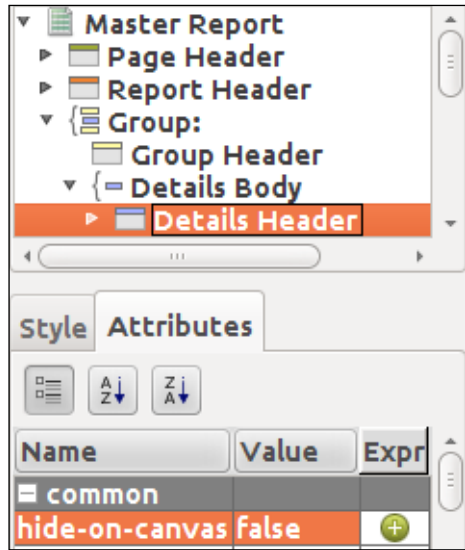 Master Report
Page Header
Report Header
Group:
Group Header
Details Body
Details Header
Style Attributes
Name Value Expr
common
hide-on-canvas false